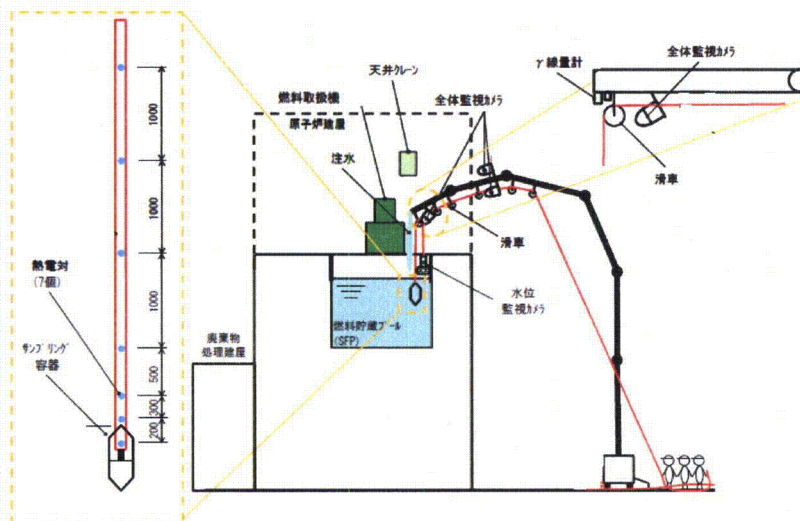 天井クレーン
燃料取扱機
原子炉建屋
注水
全体監視カメラ
γ線量計
全体監視カメラ
滑車
滑車
水位
監視カメラ
燃料貯蔵プール
(SFP)
廃棄物
処理建屋
熱電対
(7個)
サンプリング
容器
1000
1000
1000
500
300
200